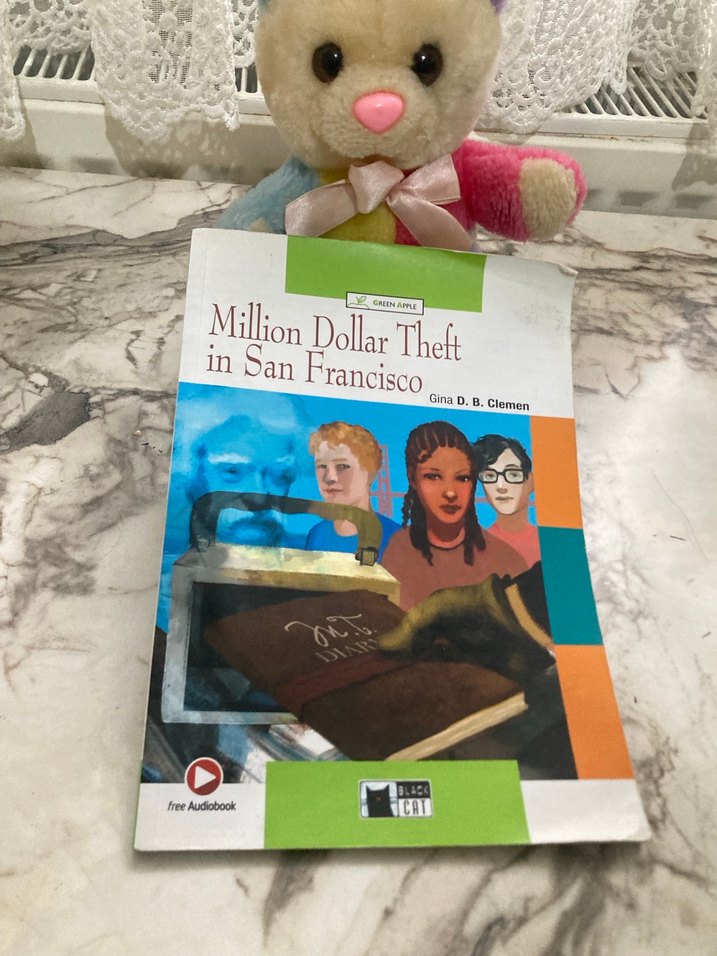 GREEN APPLE
Million Dollar Theft
in San Francisco
Gina D. B. Clemen
DIARY
free Audiobook
BLACK
CAT